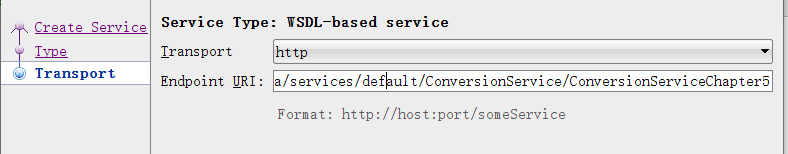 Create Service
Type
Transport
Service Type: WSDL-based service
Transport
http
Endpoint URI:
a/services/default/ConversionService/ConversionServiceChapter5
Format: http://host:port/someService